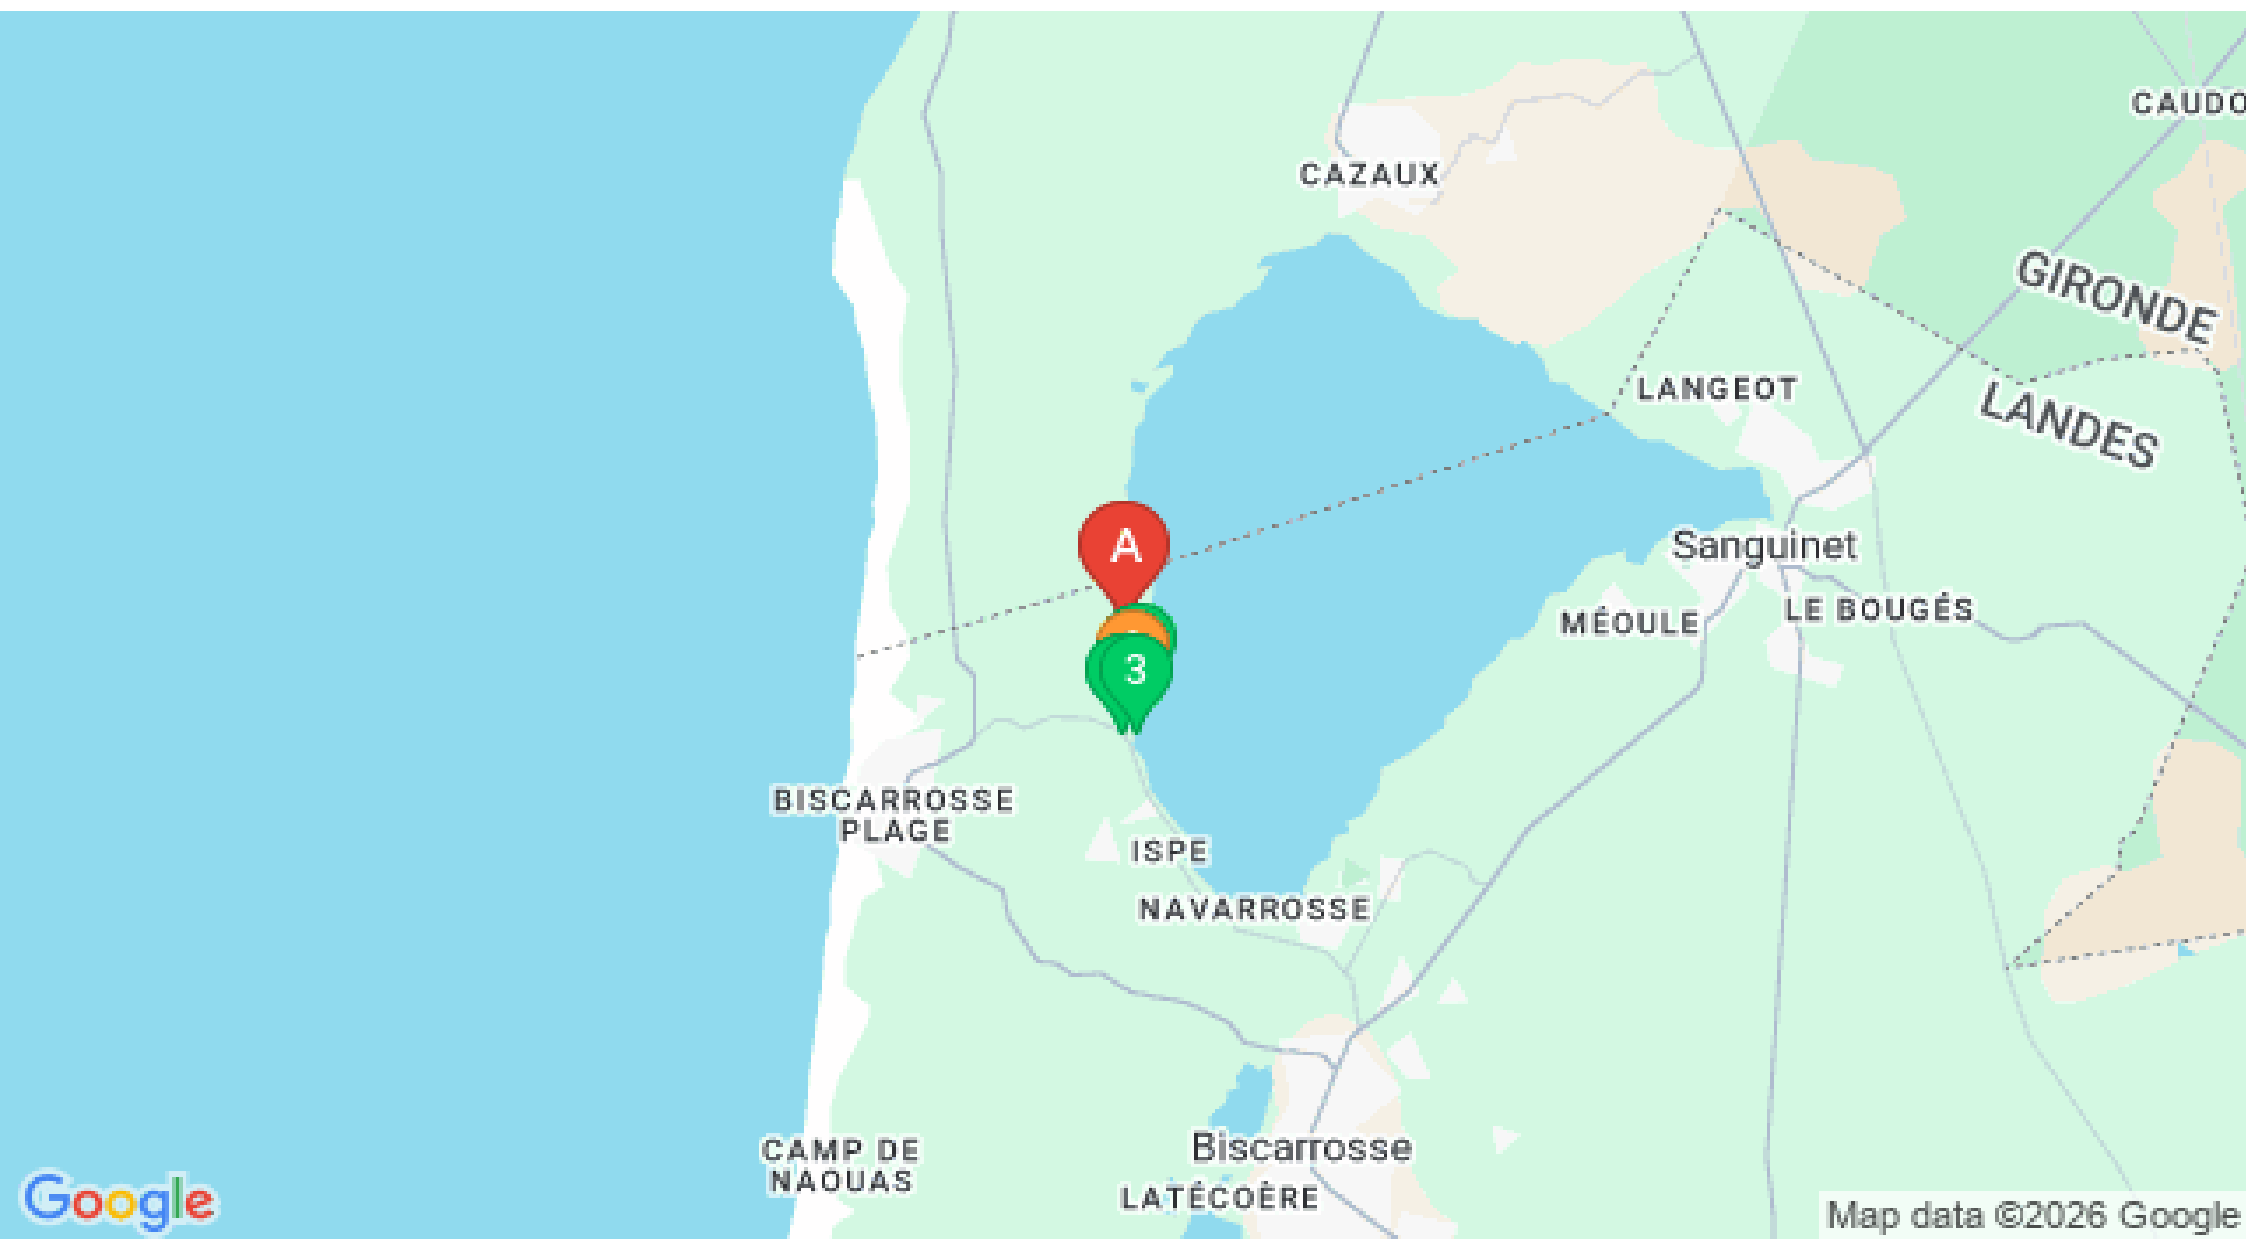 CAUDO
CAZAUX
GIRONDE
LANGEOT
LANDES
A
Sanguinet
LE BOUGÉS
MÉOULE
3
BISCARROSSE
PLAGE
ISPE
NAVARROSSE
Biscarrosse
CAMP DE
NAOUAS
LATÉCOÈRE
Google
Map data ©2026 Google